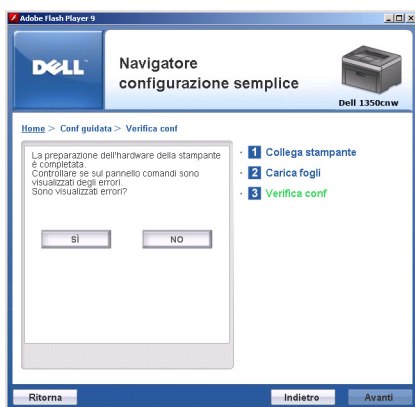 Adobe Flash Player 9
DELL™
Navigatore
configurazione semplice
Dell 1350cnw
Home > Conf guidata > Verifica conf
La preparazione dell'hardware della stampante
è completata.
Controllare se sul pannello comandi sono
visualizzati degli errori.
Sono visualizzati errori?
SÌ
NO
· 1 Collega stampante
· 2 Carica fogli
· 3 Verifica conf
Ritorna
Indietro
Avanti